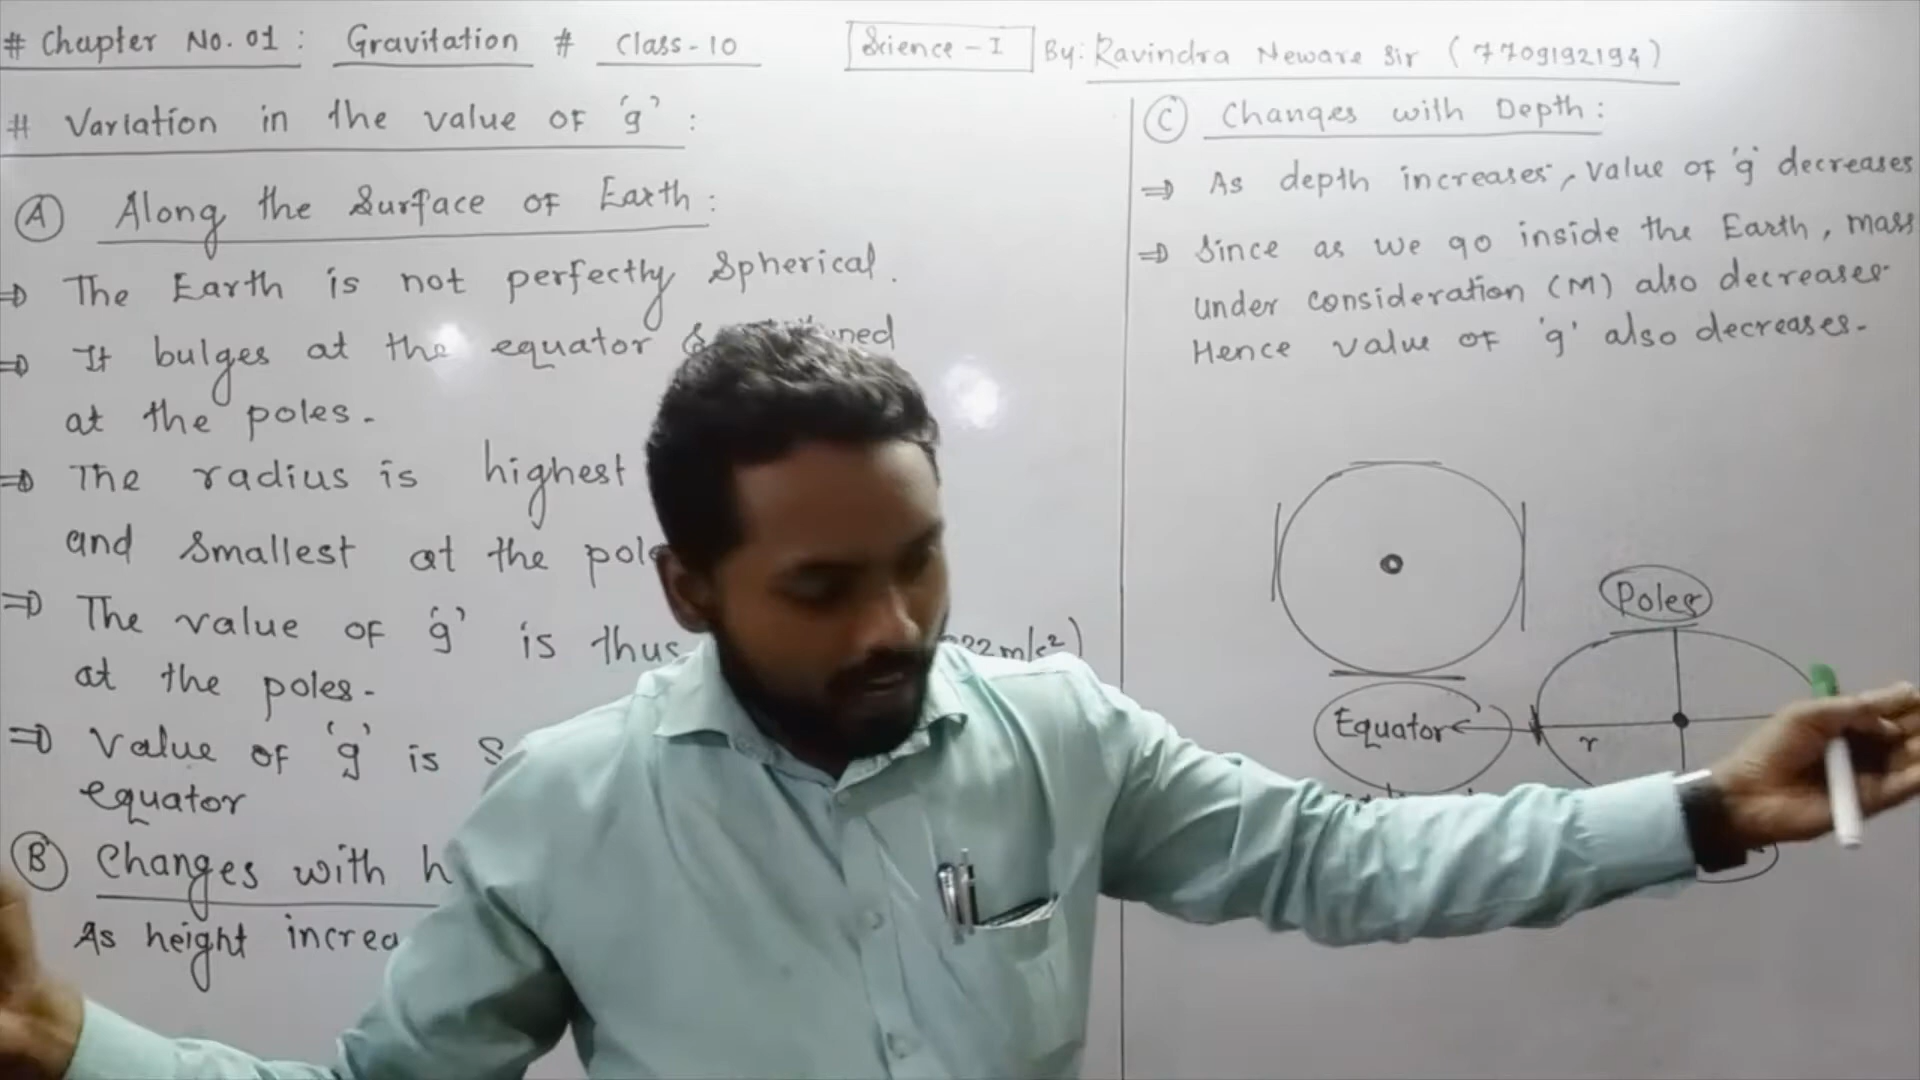 # Chapter No. 01 : Gravitation # Class-10 Science - I By: Ravindra Neware Sir (7709192194)
# Variation in the value of 'g' :
A Along the Surface of Earth :
⇒ The Earth is not perfectly Spherical.
⇒ It bulges at the equator &
at the poles.
⇒ The radius is highest
and smallest at the
⇒ The value of 'g' is thus m/s²)
at the poles.
⇒ Value of 'g' is
equator
B Changes with
As height
C Changes with Depth :
⇒ As depth increases, value of 'g' decreases
⇒ Since as we go inside the Earth, mass
under consideration (M) also decreases
Hence value of 'g' also decreases.
Poles
Equator
r